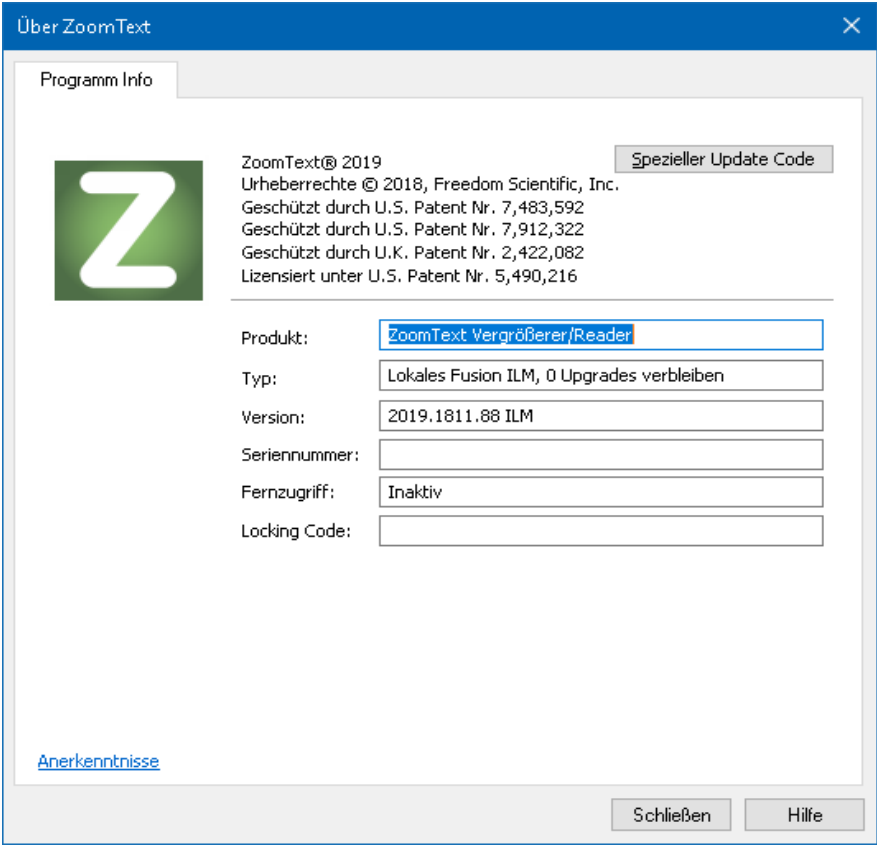 Über ZoomText
Programm Info
Z
ZoomText® 2019
Spezieller Update Code
Urheberrechte © 2018, Freedom Scientific, Inc.
Geschützt durch U.S. Patent Nr. 7,483,592
Geschützt durch U.S. Patent Nr. 7,912,322
Geschützt durch U.K. Patent Nr. 2,422,082
Lizensiert unter U.S. Patent Nr. 5,490,216
Produkt: ZoomText Vergrößerer/Reader
Typ: Lokales Fusion ILM, 0 Upgrades verbleiben
Version: 2019.1811.88 ILM
Seriennummer:
Fernzugriff: Inaktiv
Locking Code:
Anerkenntnisse
Schließen Hilfe